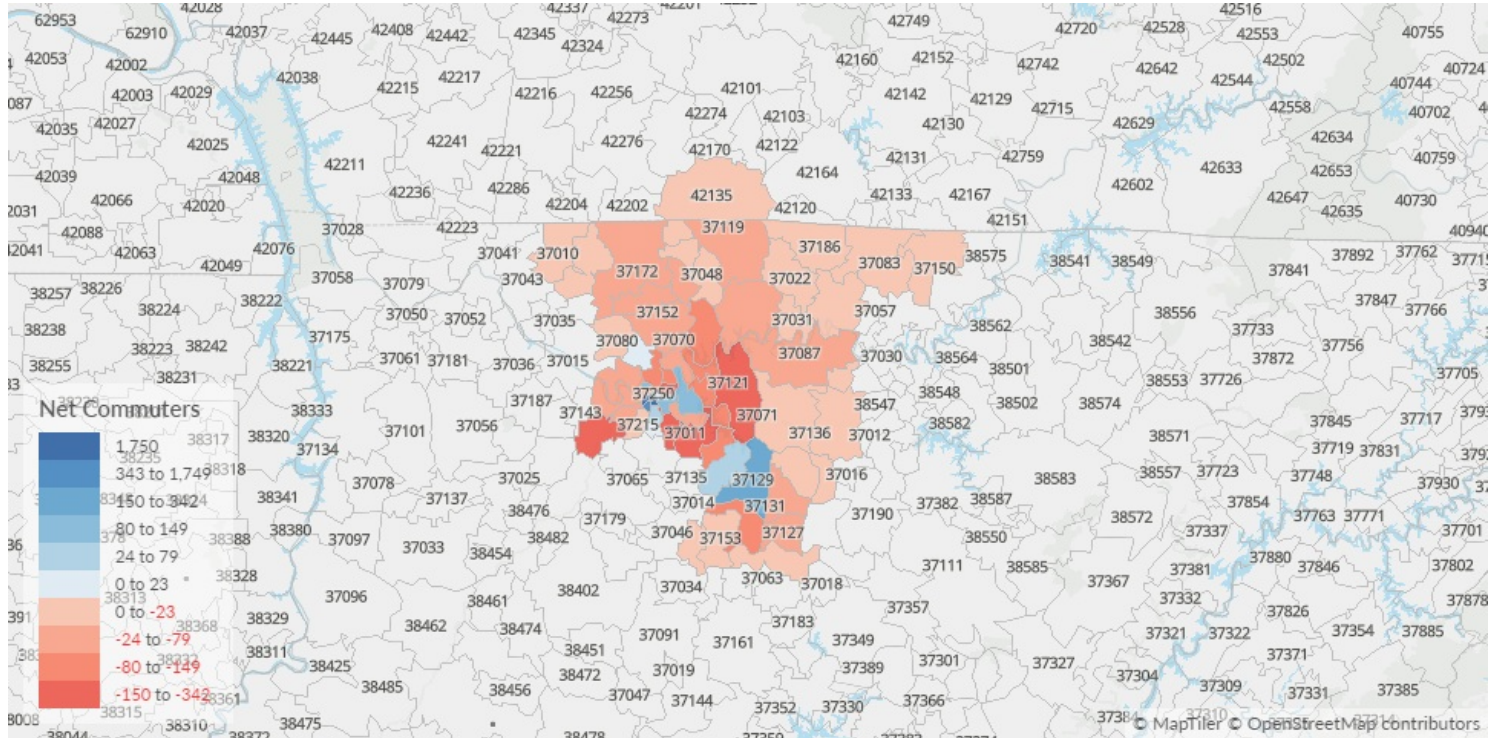 42028 42337 42273 42516
62953 62910 42037 42445 42408 42442 42345 42324 42749 42720 42528 42553 40755
42053 42002 42160 42152 42742 42642 42502 40724
42038 42217 42544 40744
42003 42029 42215 42216 42256 42101 42142 42129 42715 42558 40702
42035 42027 42274 42103 42130 42629 42634
42025 42241 42221 42276 42170 42122 42131 42759 40759
42039 42048 42211 42164 42633 42653
42066 42020 42236 42286 42204 42202 42135 42120 42133 42167 42602 42647 42635 40730
42088 37028 42223 37119 42151 40940
42063 42076 42049 37041 37010 37186 38575 38541 38549 37892 37762
37058 37079 37043 37172 37048 37022 37083 37150 37841
38257 38226 38222 38224 37050 37052 37035 37152 37031 37057 38562 38556 37847 37766
38238 38223 38242 37175 37080 37070 38542 37733 37756
38255 38231 38221 37061 37181 37036 37015 37087 37030 38564 38501 37872
37121 38553 37726 37705
37187 37250 38548 38502 38574
38333 37143 37071 38547 37845 37717
38320 37134 37101 37056 37215 37011 37136 37012 38582 38571 37719 37831
37078 37025 37065 37135 37129 37016 38583 38557 37723 37748 37930
38341 37137 38476 37014 37131 37382 38587 37854
38380 37097 37033 38454 38482 37179 37046 37153 37127 37190 38550 38572 37337 37763 37771 37701
38328 37096 38402 37034 37063 37018 37111 38585 37367 37381 37880 37846 37802
38329 38462 38461 38474 37183 37357 37332 37826 37878
38311 38425 38451 37091 37161 37349 37321 37322 37354 37885
38485 38456 38472 37019 37389 37301 37327 37304 37371
37047 37144 37352 37330 37366 37309 37331 37385
38310 38475
Net Commuters
1,750
343 to 1,749
150 to 342
80 to 149
24 to 79
0 to 23
0 to -23
-24 to -79
-80 to -149
-150 to -342
© MapTiler © OpenStreetMap contributors